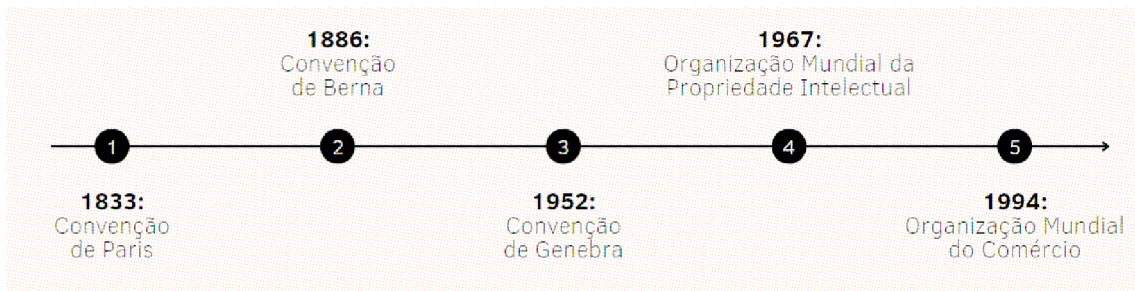 1886:
Convenção
de Berna
1967:
Organização Mundial da
Propriedade Intelectual
1
2
3
4
5
1833:
Convenção
de Paris
1952:
Convenção
de Genebra
1994:
Organização Mundial
do Comércio